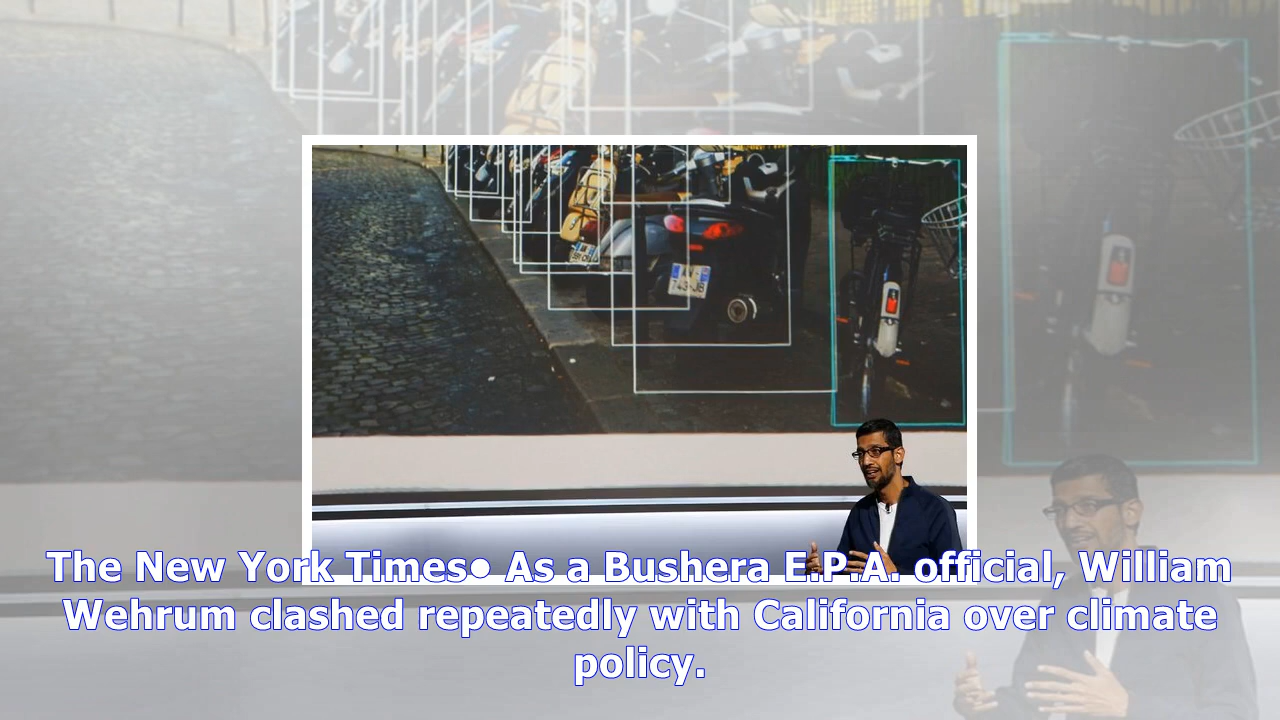 The New York Times● As a Bushera E.P.A. official, William
Wehrum clashed repeatedly with California over climate
policy.